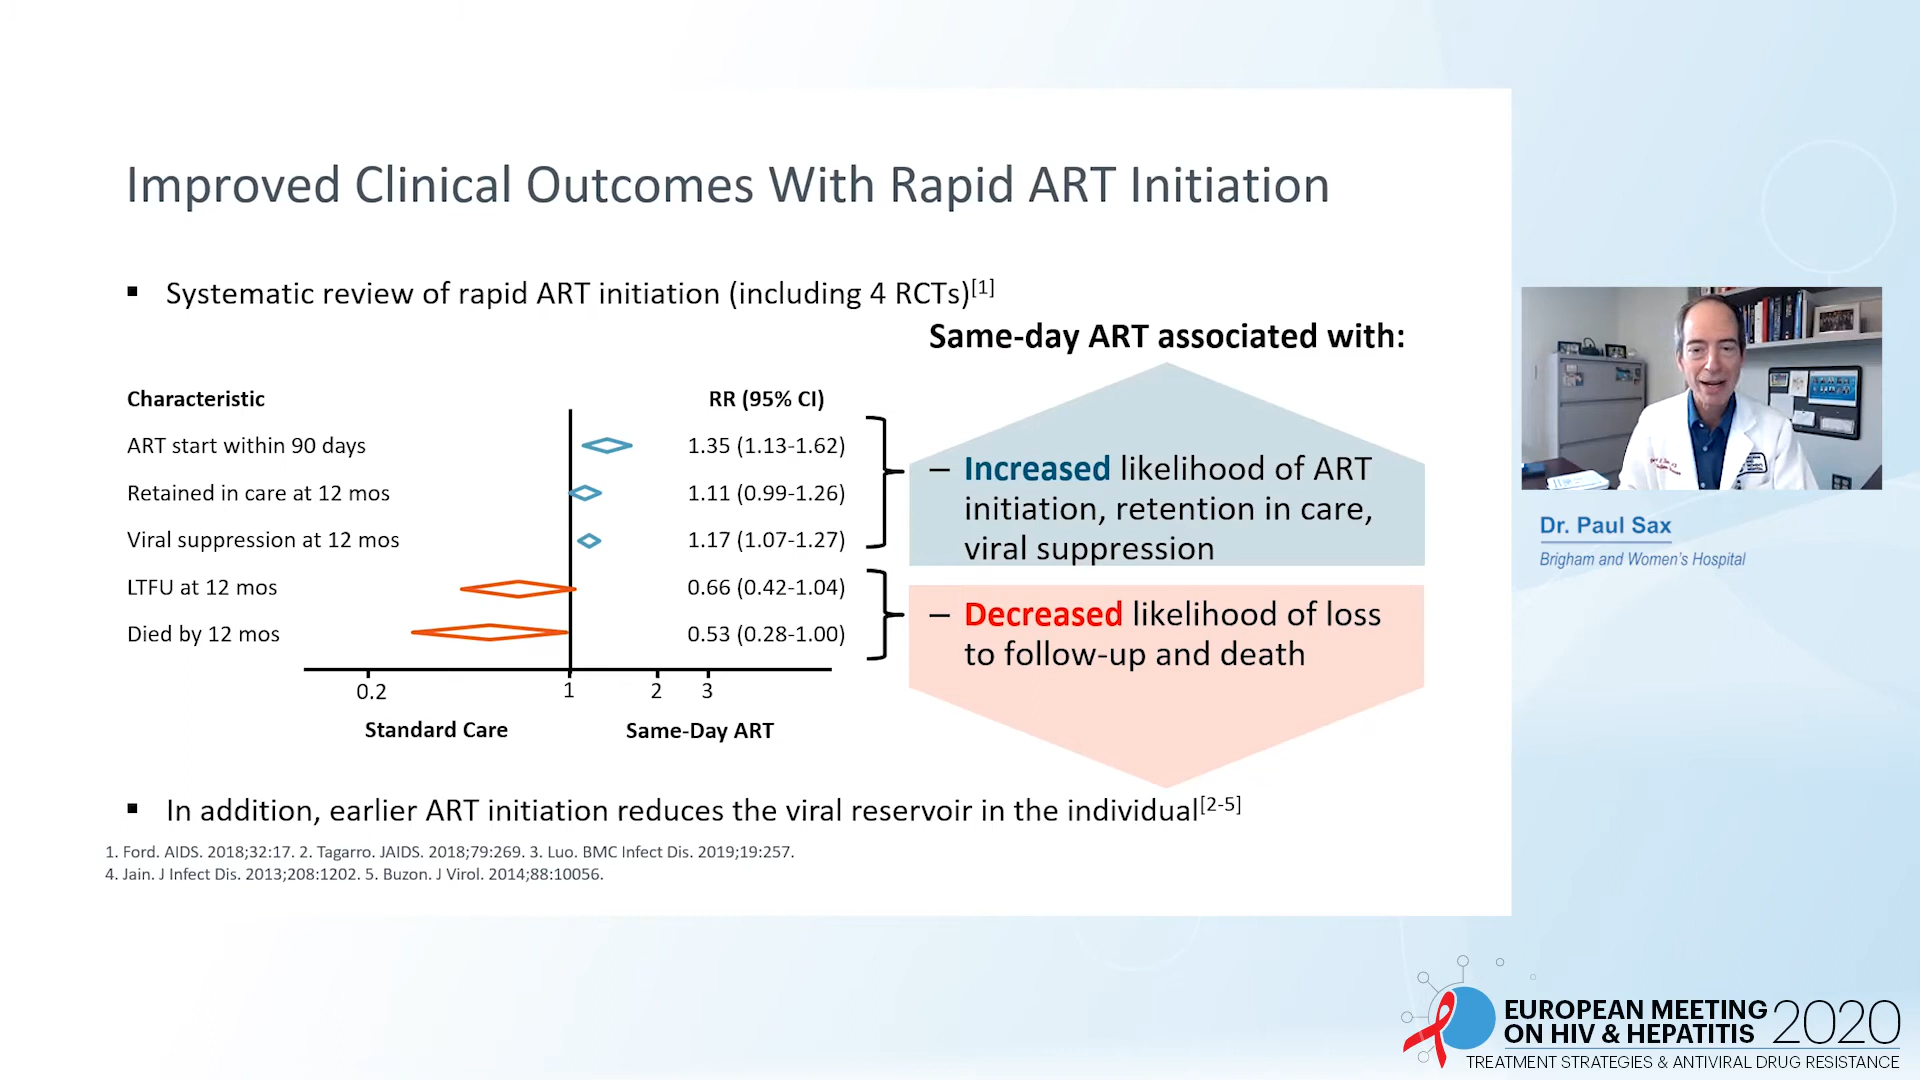 Improved Clinical Outcomes With Rapid ART Initiation
▪ Systematic review of rapid ART initiation (including 4 RCTs)[1]
Same-day ART associated with:
Characteristic RR (95% CI)
ART start within 90 days 1.35 (1.13-1.62)
Retained in care at 12 mos 1.11 (0.99-1.26)
Viral suppression at 12 mos 1.17 (1.07-1.27)
LTFU at 12 mos 0.66 (0.42-1.04)
Died by 12 mos 0.53 (0.28-1.00)
0.2 1 2 3
Standard Care Same-Day ART
– Increased likelihood of ART
initiation, retention in care,
viral suppression
– Decreased likelihood of loss
to follow-up and death
▪ In addition, earlier ART initiation reduces the viral reservoir in the individual[2-5]
1. Ford. AIDS. 2018;32:17. 2. Tagarro. JAIDS. 2018;79:269. 3. Luo. BMC Infect Dis. 2019;19:257.
4. Jain. J Infect Dis. 2013;208:1202. 5. Buzon. J Virol. 2014;88:10056.
Dr. Paul Sax
Brigham and Women's Hospital
EUROPEAN MEETING
ON HIV & HEPATITIS 2020
TREATMENT STRATEGIES & ANTIVIRAL DRUG RESISTANCE